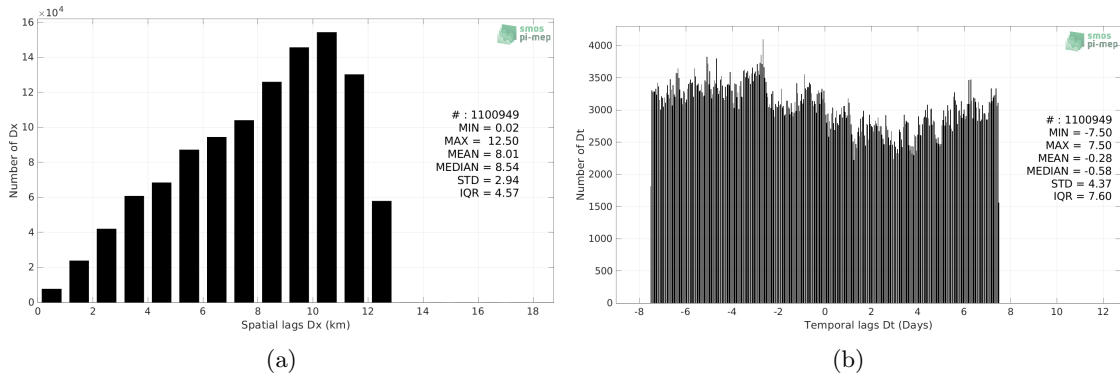 ×10⁴
16
14
12
10
8
6
4
2
0
Number of Dx
smos
pi-mep
# : 1100949
MIN = 0.02
MAX = 12.50
MEAN = 8.01
MEDIAN = 8.54
STD = 2.94
IQR = 4.57
0 2 4 6 8 10 12 14 16 18
Spatial lags Dx (km)
(a)
4000
3500
3000
2500
2000
1500
1000
500
0
Number of Dt
smos
pi-mep
# : 1100949
MIN = -7.50
MAX = 7.50
MEAN = -0.28
MEDIAN = -0.58
STD = 4.37
IQR = 7.60
-8 -6 -4 -2 0 2 4 6 8 10 12
Temporal lags Dt (Days)
(b)